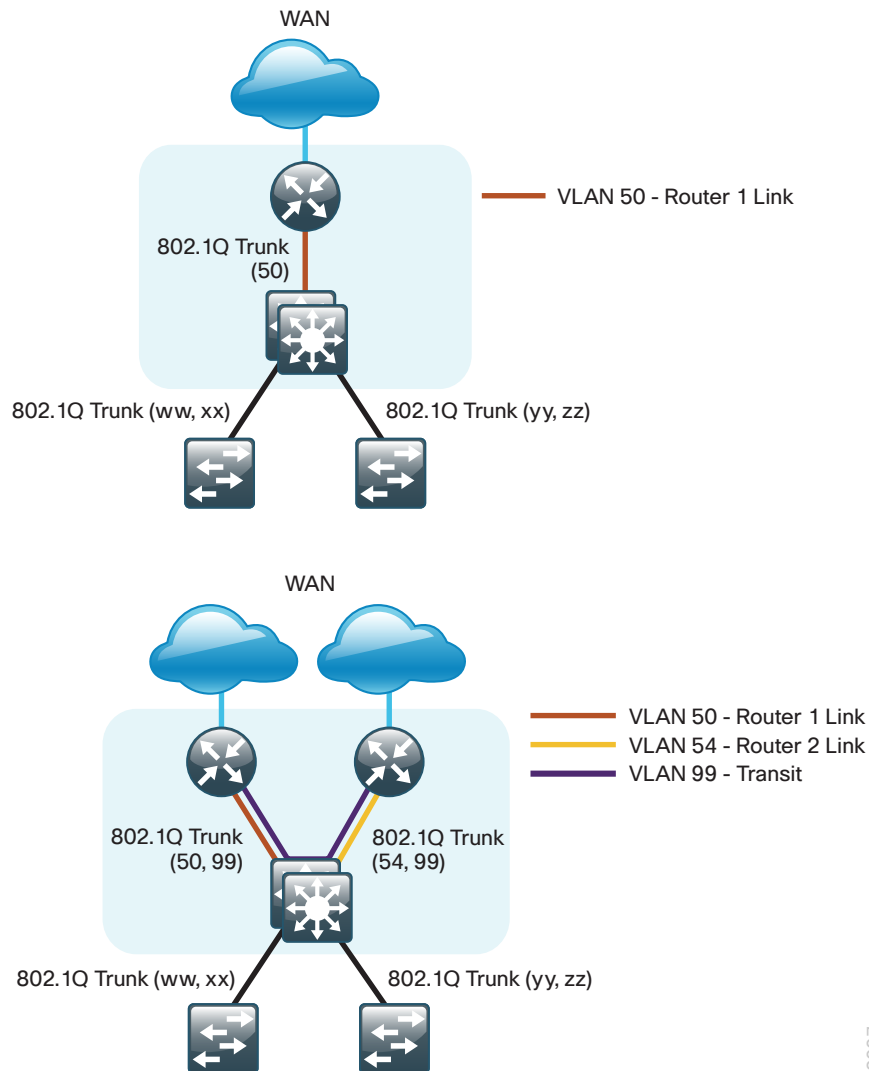 WAN
VLAN 50 - Router 1 Link
802.1Q Trunk
(50)
802.1Q Trunk (ww, xx)
802.1Q Trunk (yy, zz)
WAN
VLAN 50 - Router 1 Link
VLAN 54 - Router 2 Link
VLAN 99 - Transit
802.1Q Trunk
(50, 99)
802.1Q Trunk
(54, 99)
802.1Q Trunk (ww, xx)
802.1Q Trunk (yy, zz)